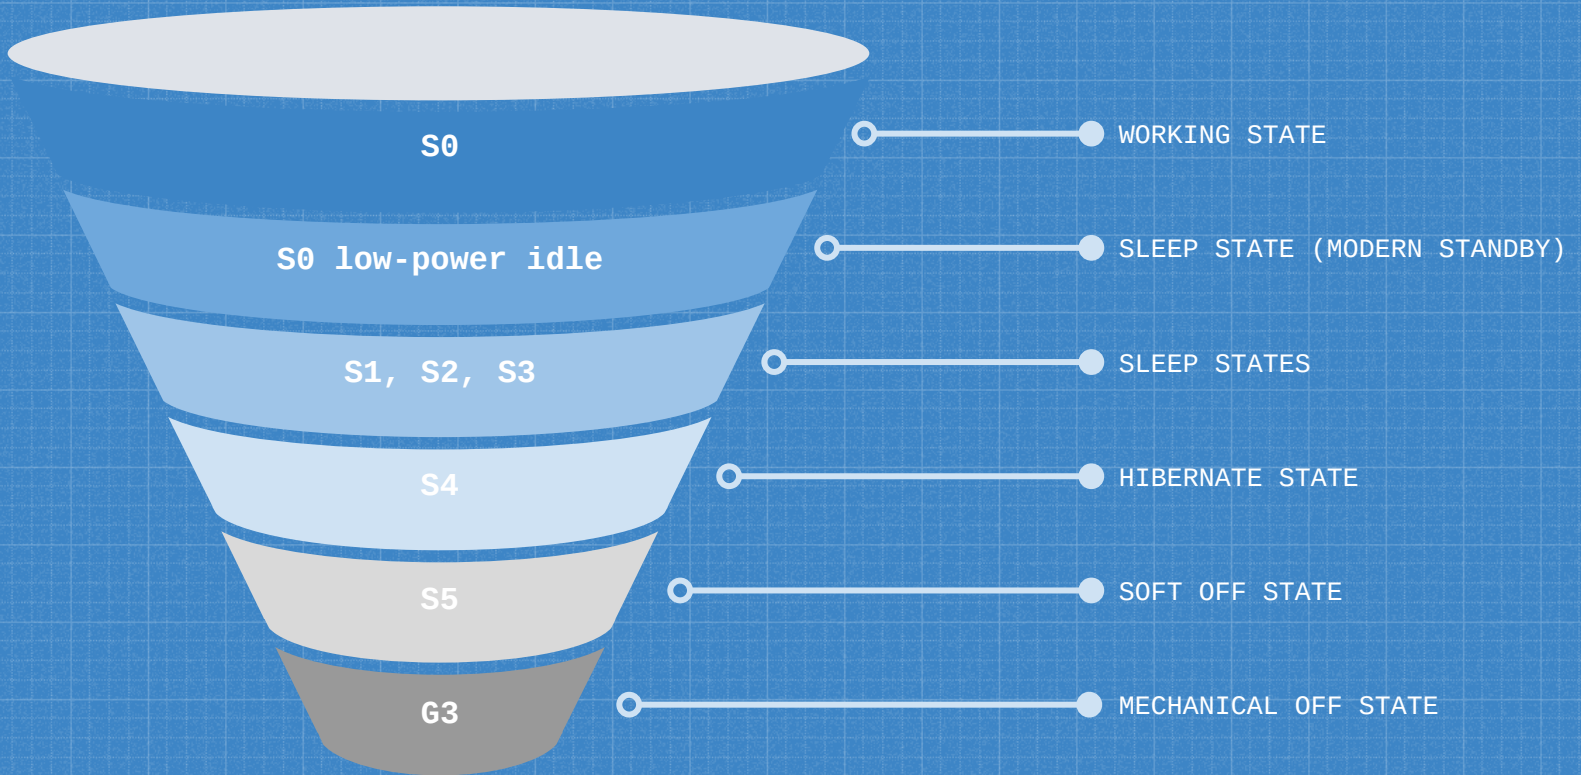 S0
WORKING STATE
S0 low-power idle
SLEEP STATE (MODERN STANDBY)
S1, S2, S3
SLEEP STATES
S4
HIBERNATE STATE
S5
SOFT OFF STATE
G3
MECHANICAL OFF STATE